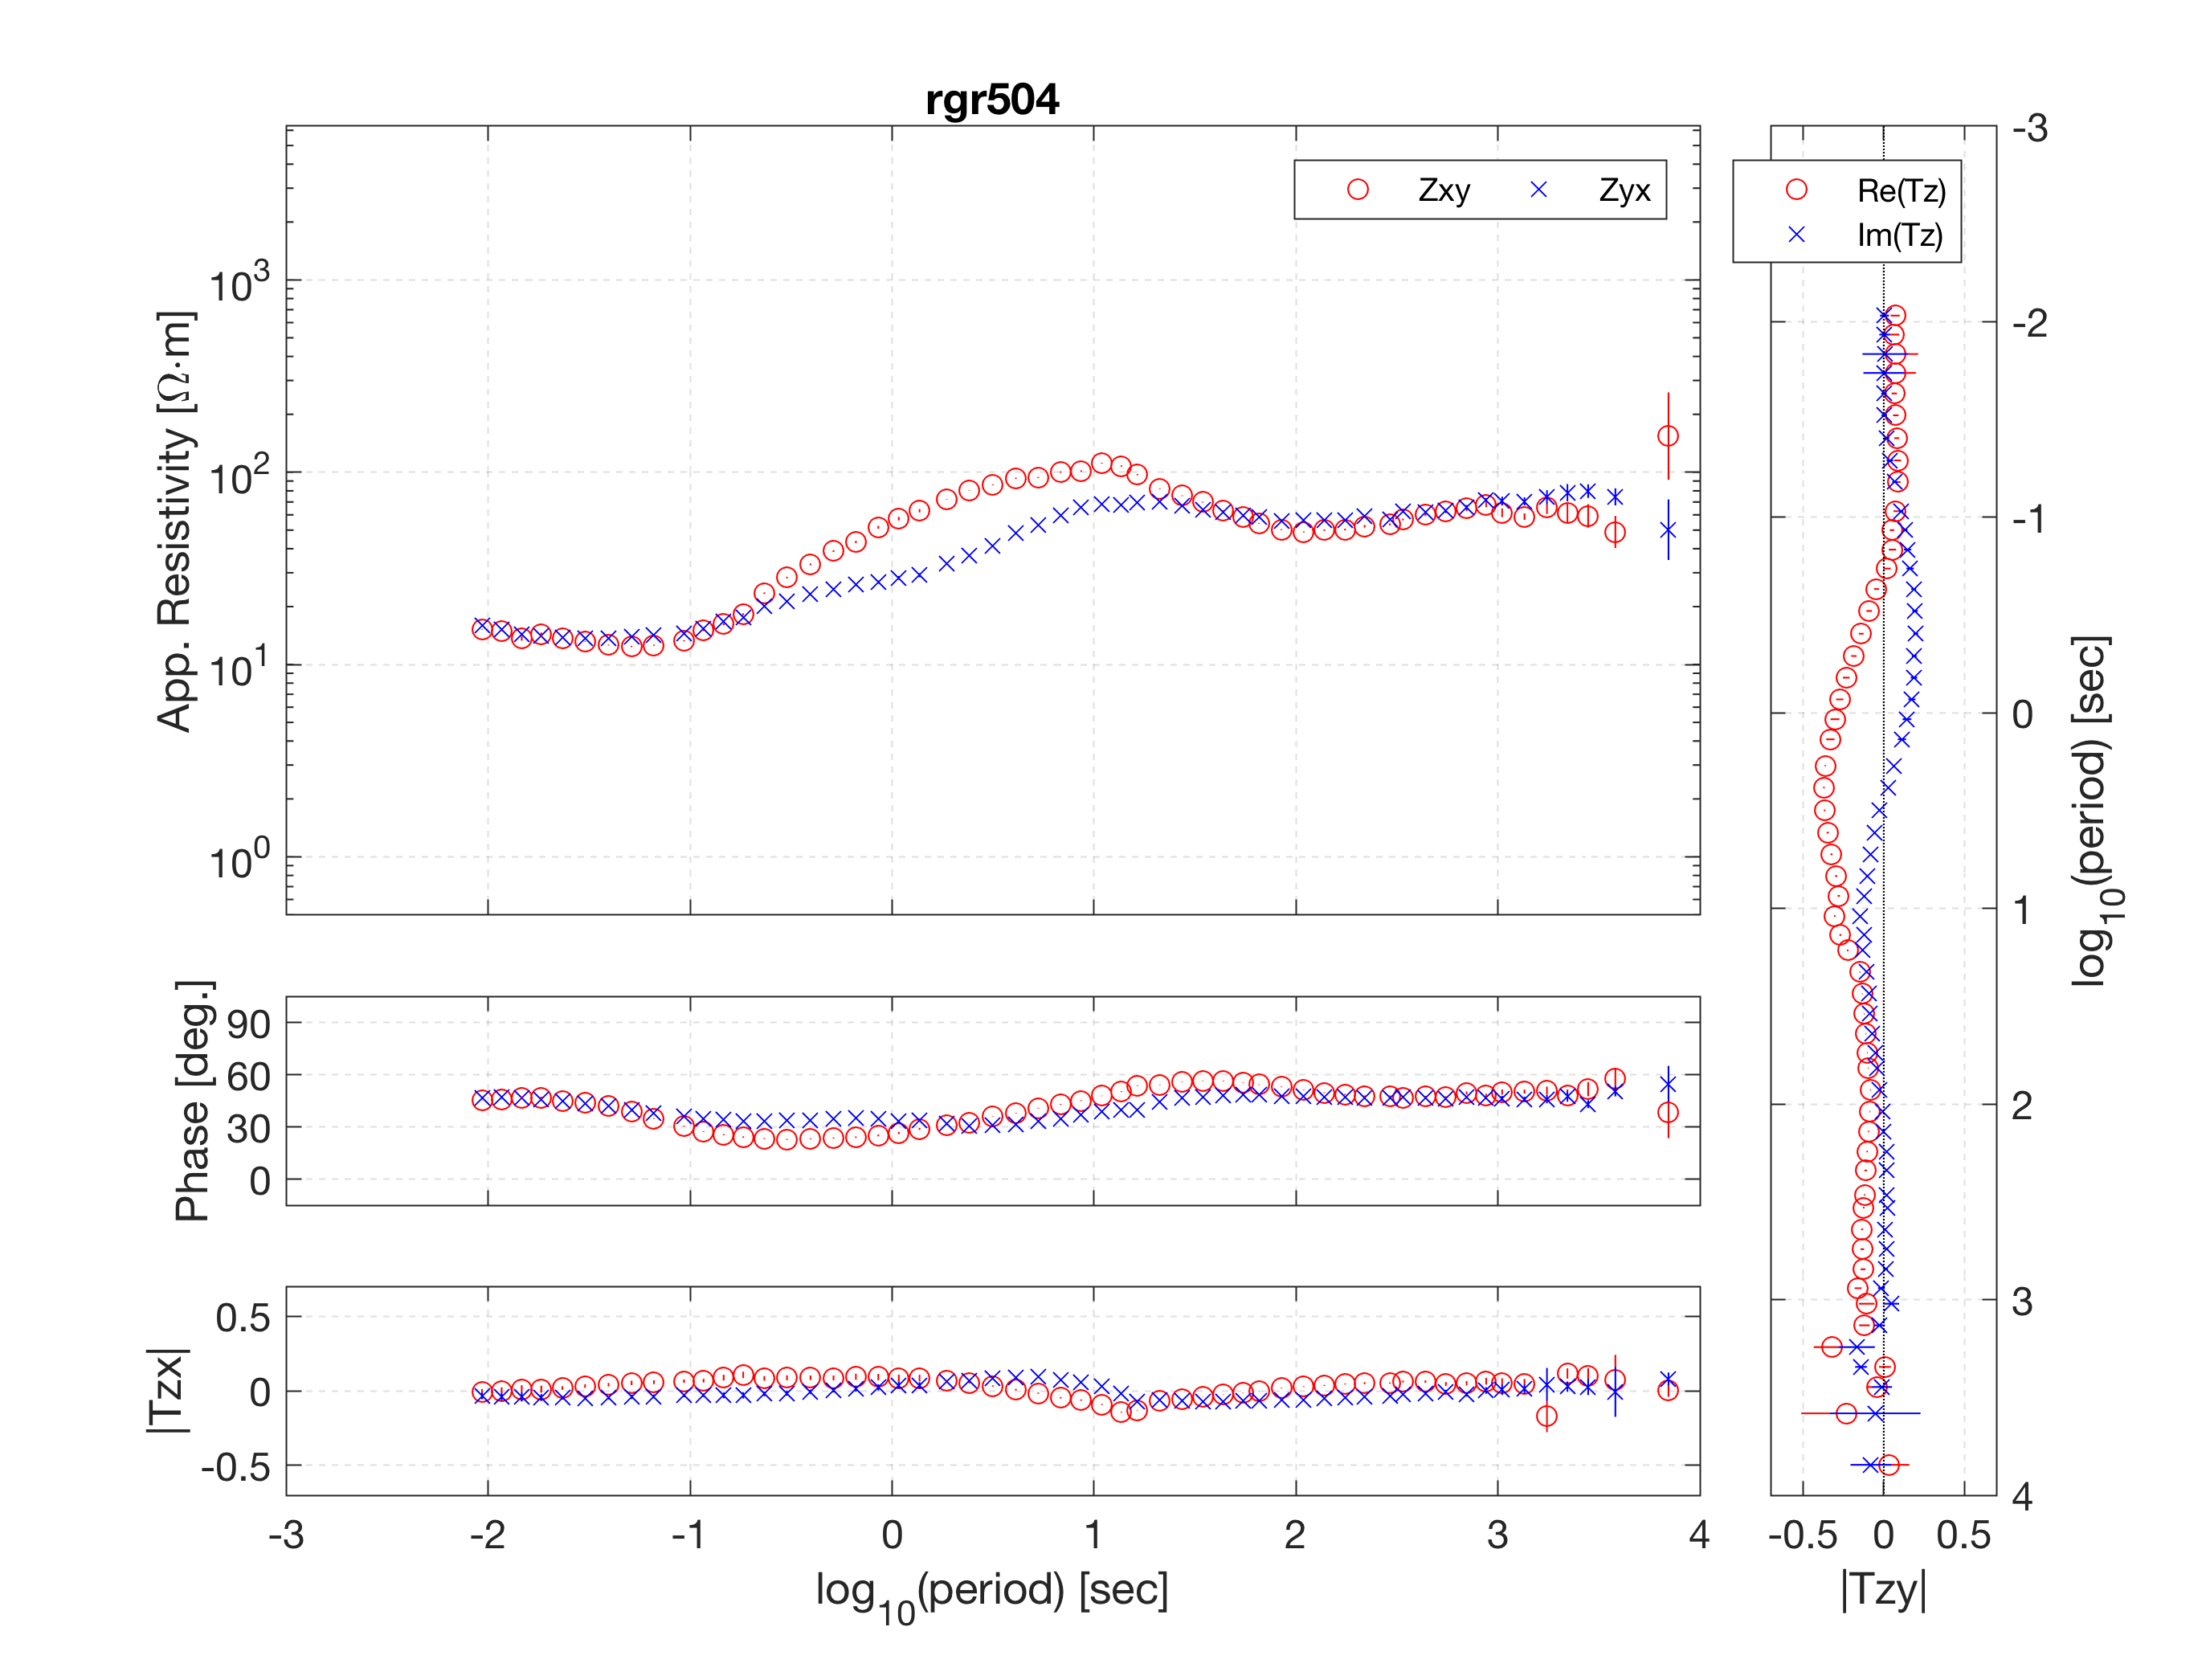 rgr504
Zxy Zyx
Re(Tz)
Im(Tz)
App. Resistivity [Ω·m]
10^3
10^2
10^1
10^0
Phase [deg.]
90
60
30
0
|Tzx|
0.5
0
-0.5
-3 -2 -1 0 1 2 3 4
log_10(period) [sec]
-3
-2
-1
0
1
2
3
4
log_10(period) [sec]
-0.5 0 0.5
|Tzy|